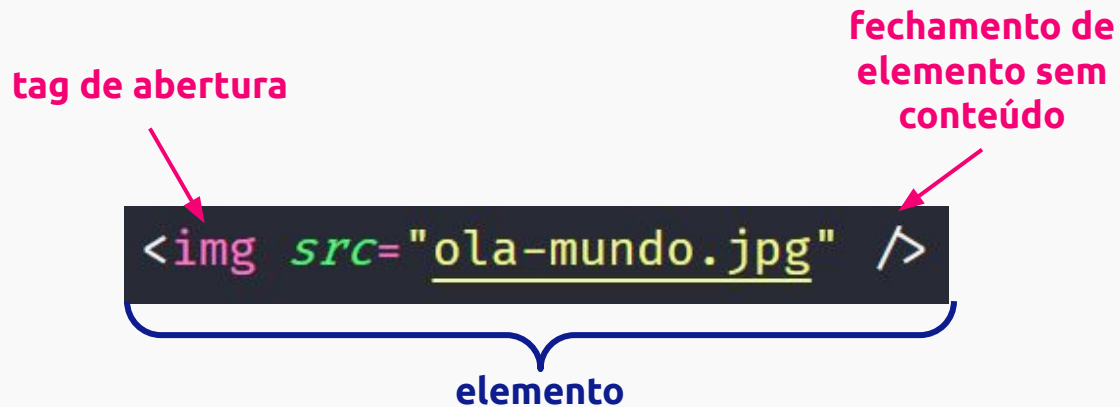 tag de abertura
fechamento de
elemento sem
conteúdo
<img src="ola-mundo.jpg" />
elemento